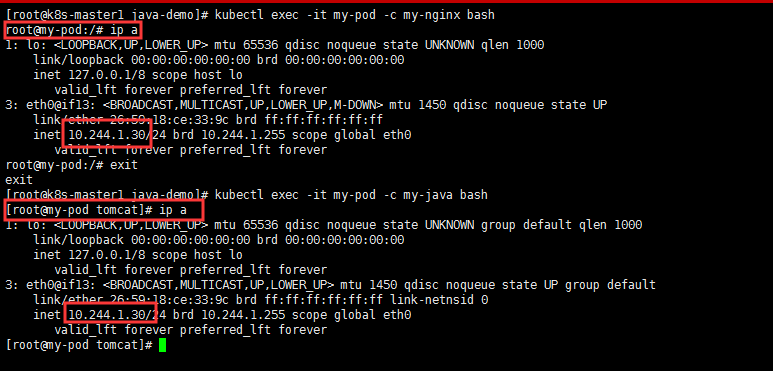 [root@k8s-master1 java-demo]# kubectl exec -it my-pod -c my-nginx bash
root@my-pod:/# ip a
1: lo: <LOOPBACK,UP,LOWER_UP> mtu 65536 qdisc noqueue state UNKNOWN qlen 1000
    link/loopback 00:00:00:00:00:00 brd 00:00:00:00:00:00
    inet 127.0.0.1/8 scope host lo
       valid_lft forever preferred_lft forever
3: eth0@if13: <BROADCAST,MULTICAST,UP,LOWER_UP,M-DOWN> mtu 1450 qdisc noqueue state UP
    link/ether 26:59:18:ce:33:9c brd ff:ff:ff:ff:ff:ff
    inet 10.244.1.30/24 brd 10.244.1.255 scope global eth0
       valid_lft forever preferred_lft forever
root@my-pod:/# exit
exit
[root@k8s-master1 java-demo]# kubectl exec -it my-pod -c my-java bash
[root@my-pod tomcat]# ip a
1: lo: <LOOPBACK,UP,LOWER_UP> mtu 65536 qdisc noqueue state UNKNOWN group default qlen 1000
    link/loopback 00:00:00:00:00:00 brd 00:00:00:00:00:00
    inet 127.0.0.1/8 scope host lo
       valid_lft forever preferred_lft forever
3: eth0@if13: <BROADCAST,MULTICAST,UP,LOWER_UP> mtu 1450 qdisc noqueue state UP group default
    link/ether 26:59:18:ce:33:9c brd ff:ff:ff:ff:ff:ff link-netnsid 0
    inet 10.244.1.30/24 brd 10.244.1.255 scope global eth0
       valid_lft forever preferred_lft forever
[root@my-pod tomcat]#